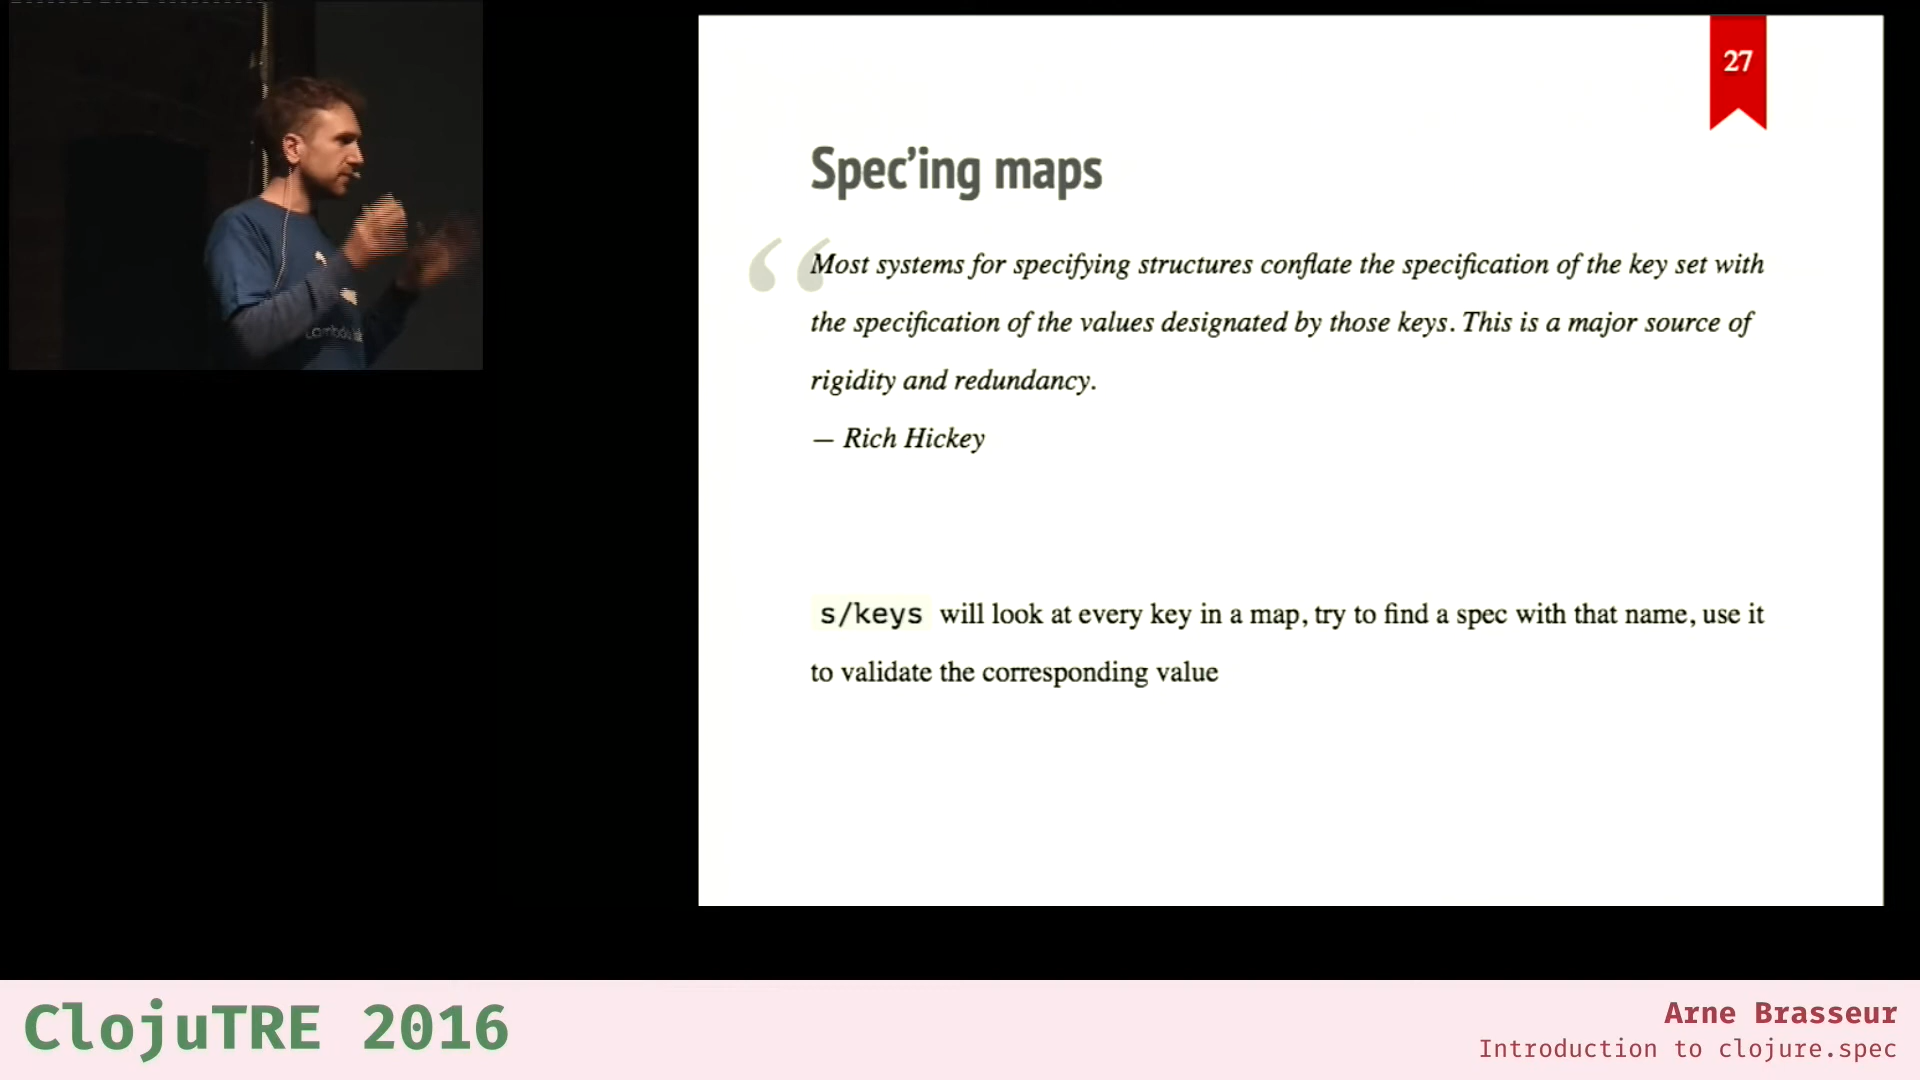 27
Spec’ing maps
“Most systems for specifying structures conflate the specification of the key set with
the specification of the values designated by those keys. This is a major source of
rigidity and redundancy.
— Rich Hickey
s/keys will look at every key in a map, try to find a spec with that name, use it
to validate the corresponding value
ClojuTRE 2016
Arne Brasseur
Introduction to clojure.spec